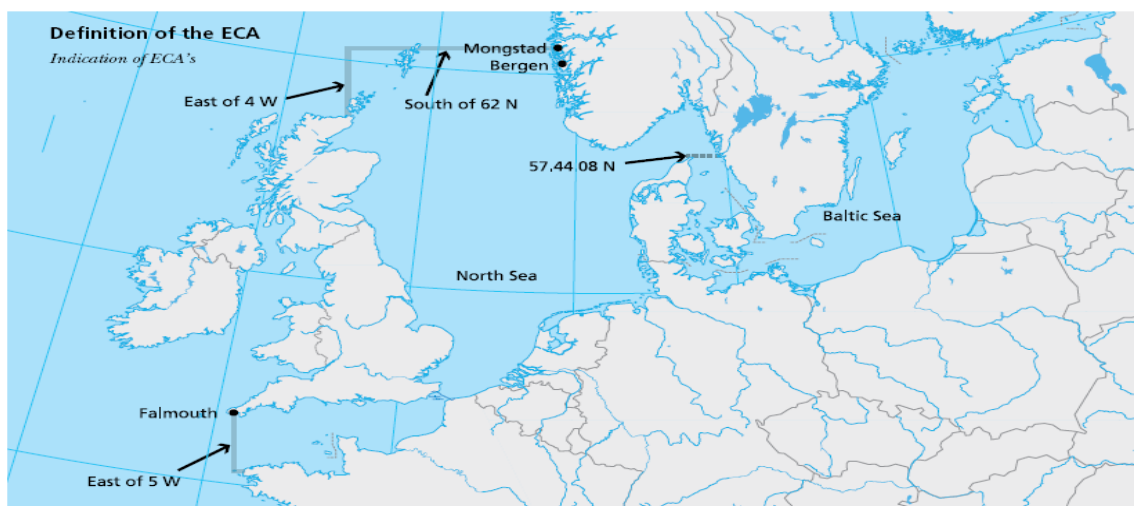 Definition of the ECA
Indication of ECA's
Mongstad
Bergen
East of 4 W
South of 62 N
57,44.08 N
Baltic Sea
North Sea
Falmouth
East of 5 W